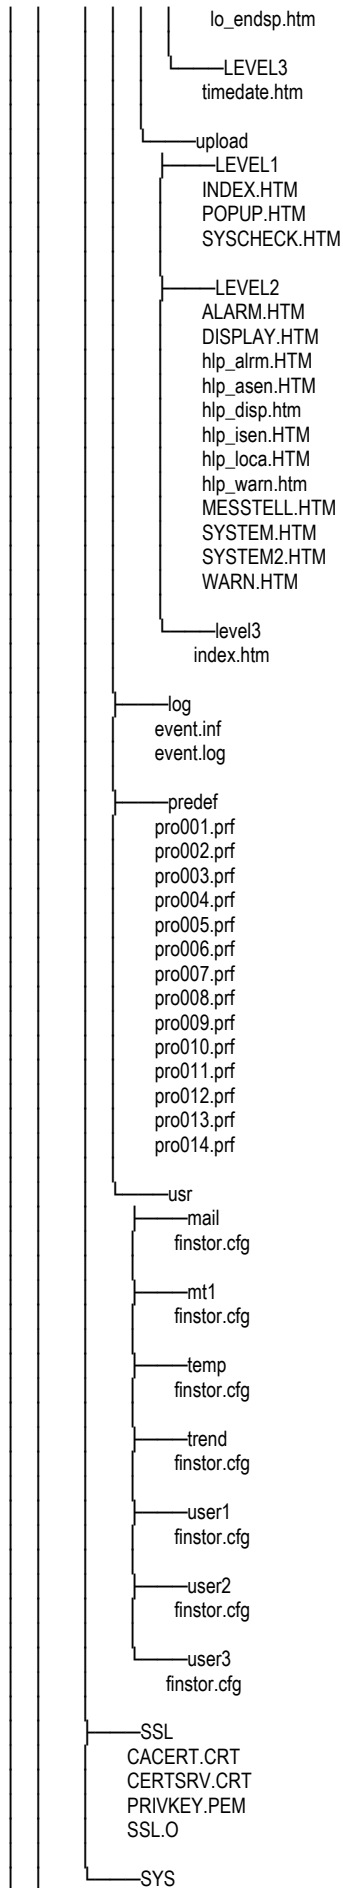 lo_endsp.htm
LEVEL3
timedate.htm
upload
LEVEL1
INDEX.HTM
POPUP.HTM
SYSCHECK.HTM
LEVEL2
ALARM.HTM
DISPLAY.HTM
hlp_alrm.HTM
hlp_asen.HTM
hlp_disp.htm
hlp_isen.HTM
hlp_loca.HTM
hlp_warn.htm
MESSTELL.HTM
SYSTEM.HTM
SYSTEM2.HTM
WARN.HTM
level3
index.htm
log
event.inf
event.log
predef
pro001.prf
pro002.prf
pro003.prf
pro004.prf
pro005.prf
pro006.prf
pro007.prf
pro008.prf
pro009.prf
pro010.prf
pro011.prf
pro012.prf
pro013.prf
pro014.prf
usr
mail
finstor.cfg
mt1
finstor.cfg
temp
finstor.cfg
trend
finstor.cfg
user1
finstor.cfg
user2
finstor.cfg
user3
finstor.cfg
SSL
CACERT.CRT
CERTSRV.CRT
PRIVKEY.PEM
SSL.O
SYS